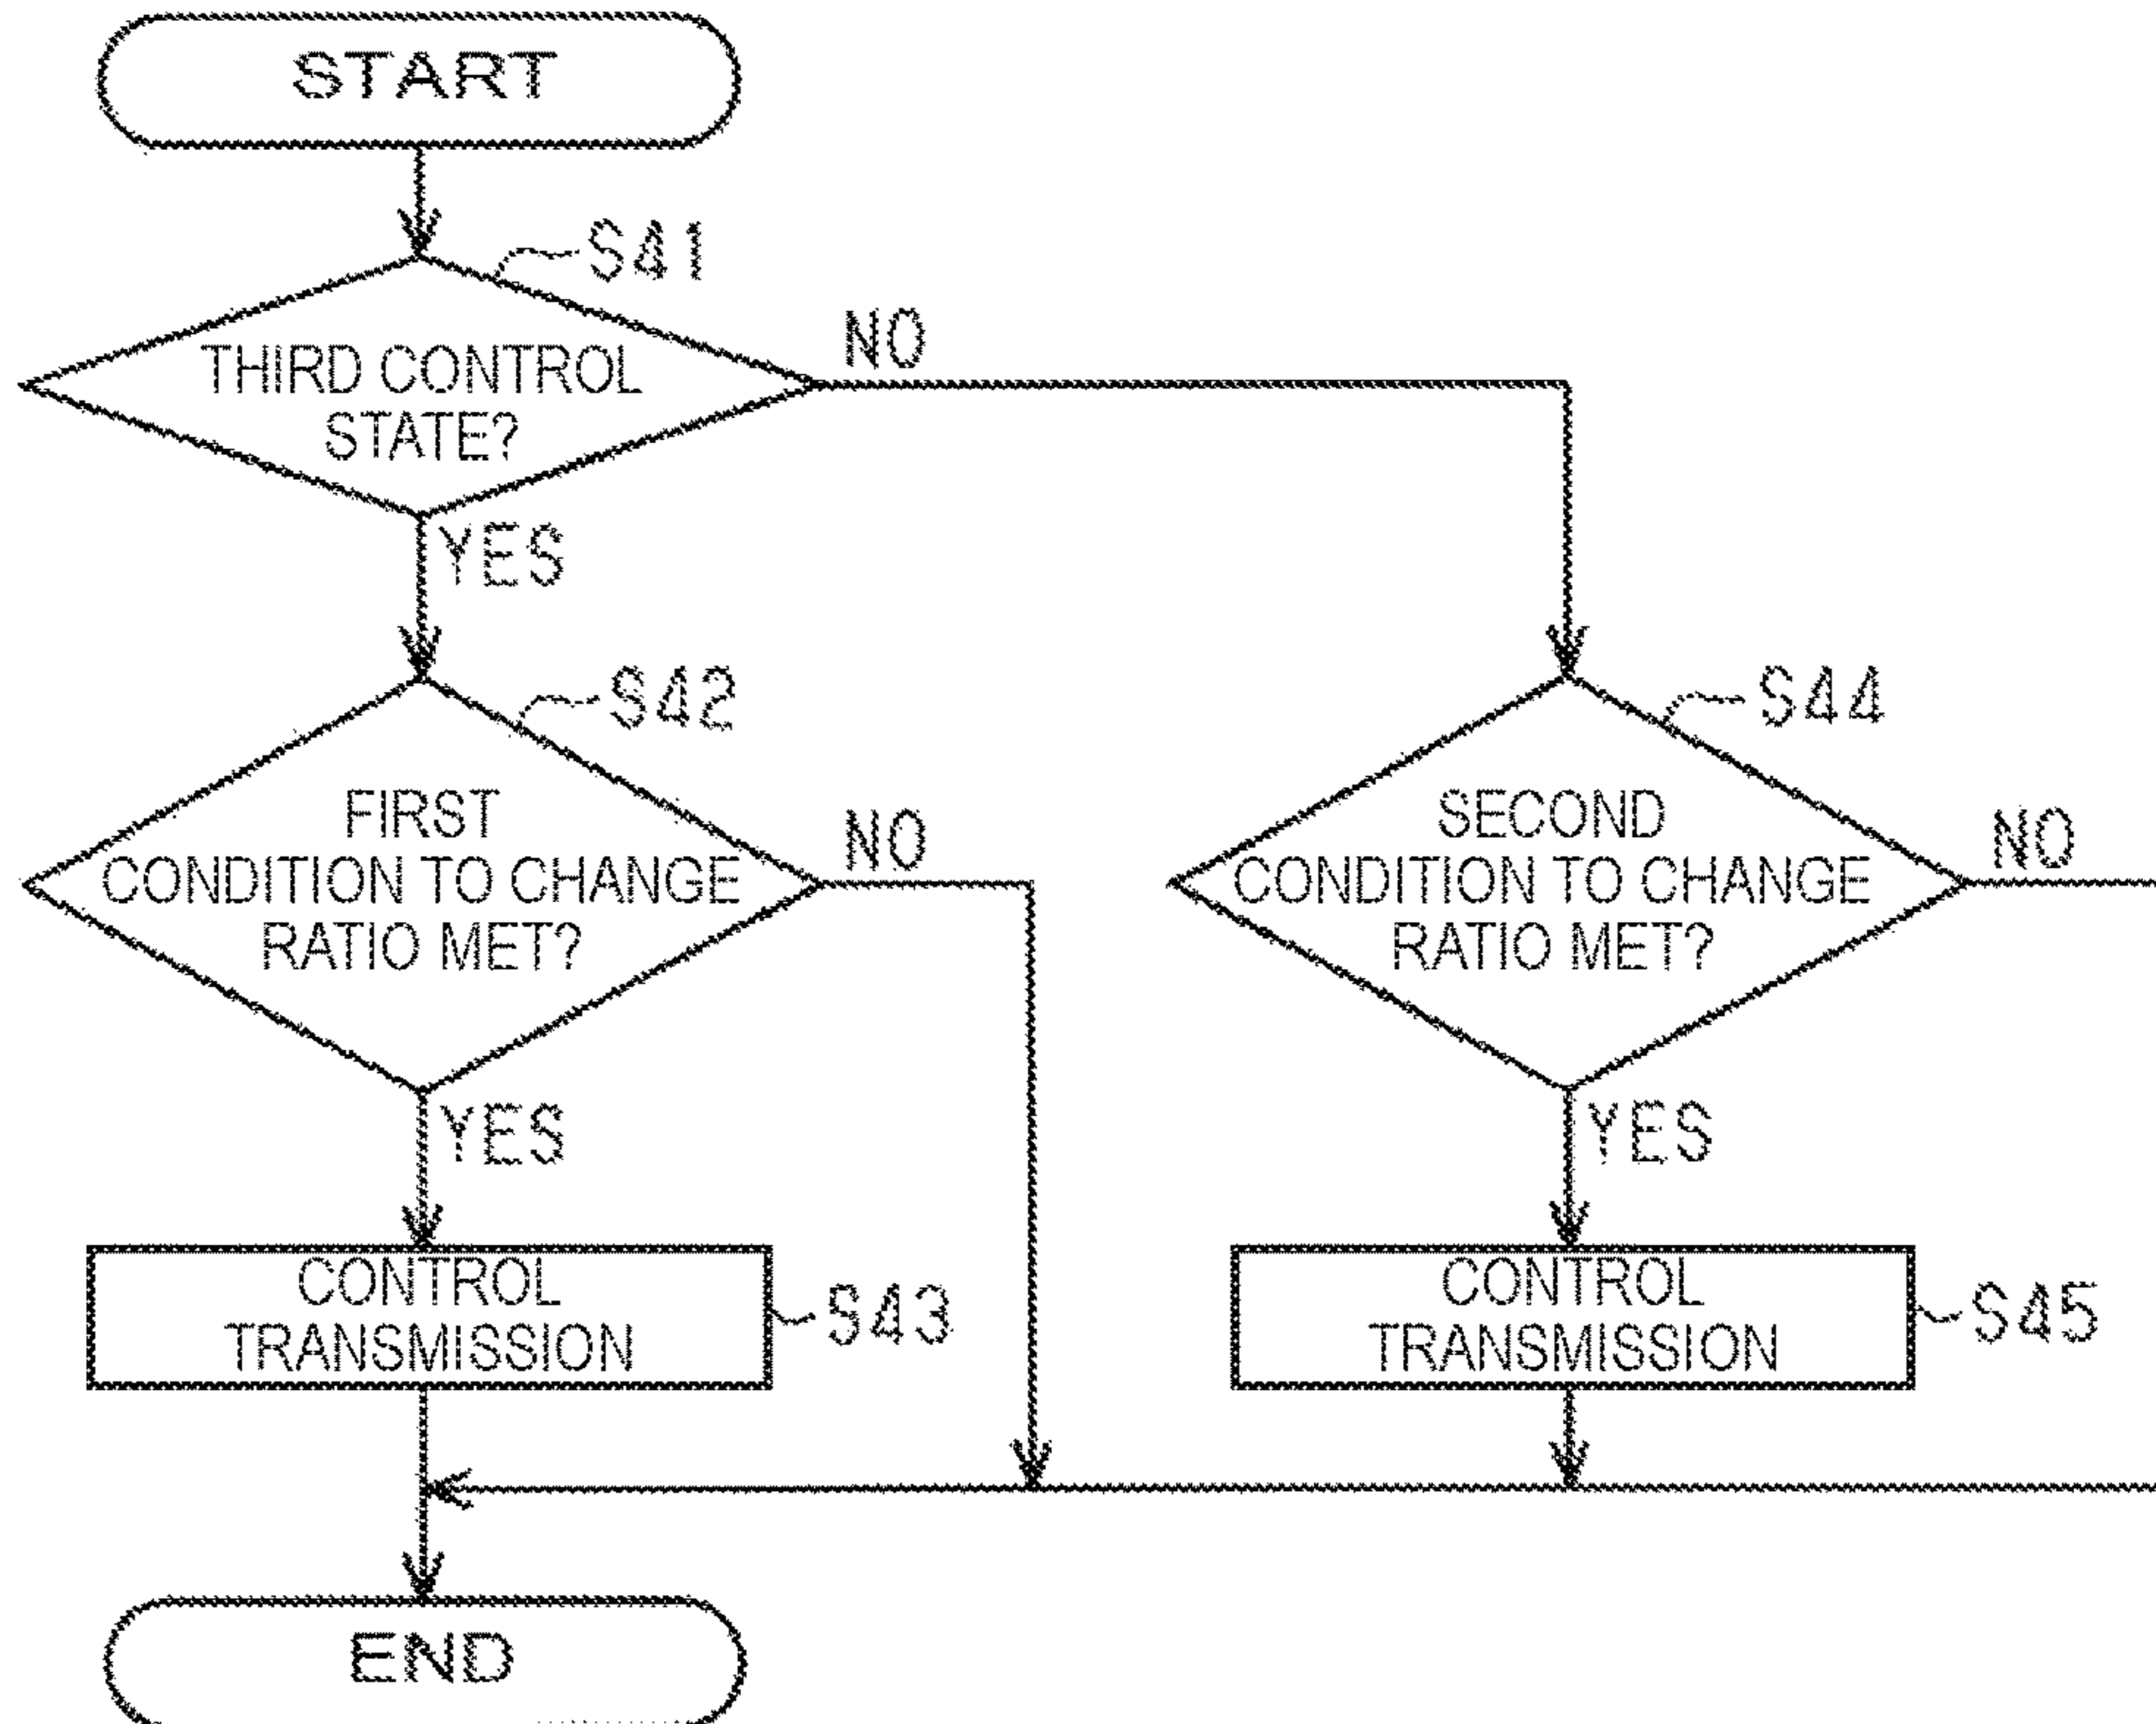 START
S41
THIRD CONTROL
STATE?
NO
YES
S42
FIRST
CONDITION TO CHANGE
RATIO MET?
NO
YES
S44
SECOND
CONDITION TO CHANGE
RATIO MET?
NO
YES
CONTROL
TRANSMISSION
S43
CONTROL
TRANSMISSION
S45
END